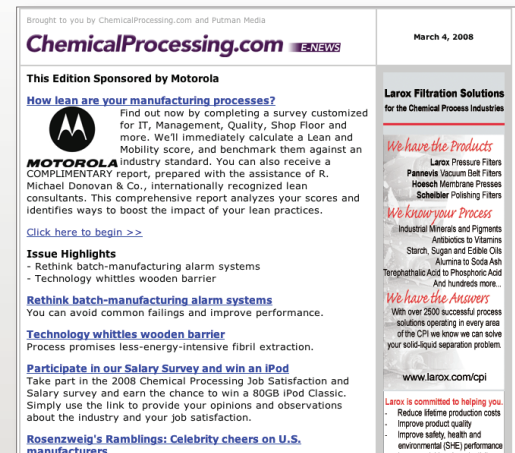 Brought to you by ChemicalProcessing.com and Putman Media
ChemicalProcessing.com E-NEWS
March 4, 2008
This Edition Sponsored by Motorola
How lean are your manufacturing processes?
Find out now by completing a survey customized
for IT, Management, Quality, Shop Floor and
more. We'll immediately calculate a Lean and
Mobility score, and benchmark them against an
MOTOROLA industry standard. You can also receive a
COMPLIMENTARY report, prepared with the assistance of R.
Michael Donovan & Co., internationally recognized lean
consultants. This comprehensive report analyzes your scores and
identifies ways to boost the impact of your lean practices.
Click here to begin >>
Issue Highlights
- Rethink batch-manufacturing alarm systems
- Technology whittles wooden barrier
Rethink batch-manufacturing alarm systems
You can avoid common failings and improve performance.
Technology whittles wooden barrier
Process promises less-energy-intensive fibril extraction.
Participate in our Salary Survey and win an iPod
Take part in the 2008 Chemical Processing Job Satisfaction and
Salary survey and earn the chance to win a 80GB iPod Classic.
Simply use the link to provide your opinions and observations
about the industry and your job satisfaction.
Rosenzweig's Ramblings: Celebrity cheers on U.S.
manufacturers
Larox Filtration Solutions
for the Chemical Process Industries
We have the Products
Larox Pressure Filters
Pannevis Vacuum Belt Filters
Hoesch Membrane Presses
Scheibler Polishing Filters
We know your Process
Industrial Minerals and Pigments
Antibiotics to Vitamins
Starch, Sugan and Edible Oils
Alumina to Soda Ash
Terephathalic Acid to Phosphoric Acid
And hundreds more...
We have the Answers
With over 2500 successful process
solutions operating in every area
of the CPI we know we can solve
your solid-liquid separation problem.
www.larox.com/cpi
Larox is committed to helping you.
- Reduce lifetime production costs
- Improve product quality
- Improve safety, health and
environmental (SHE) performance